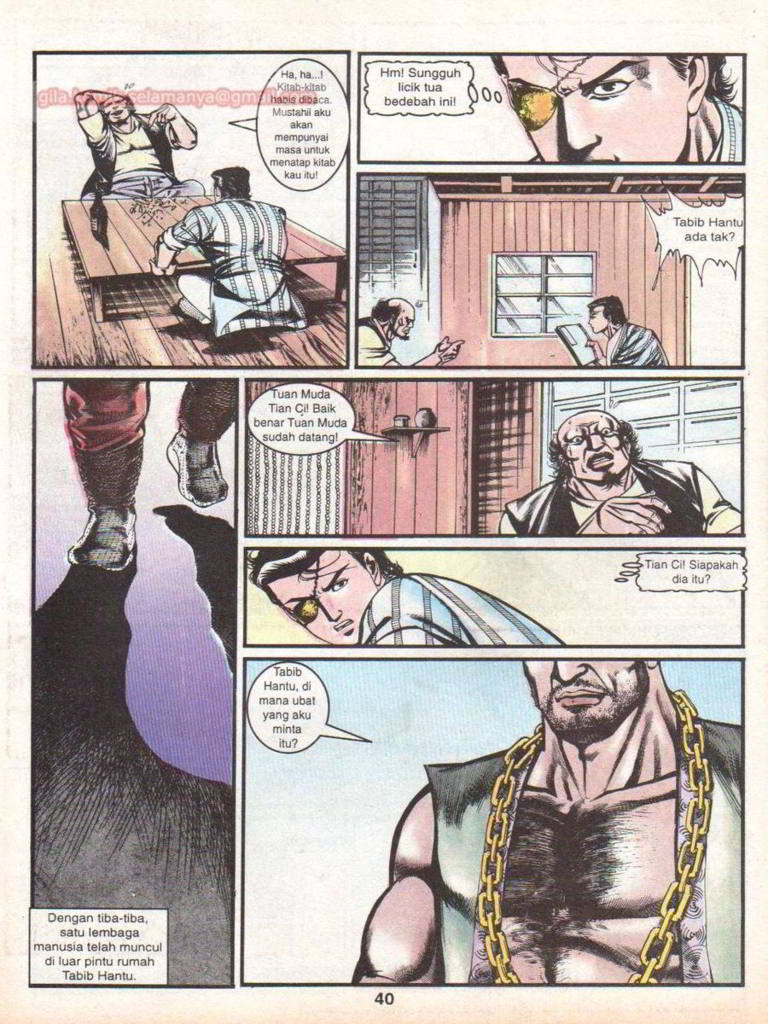 Ha, ha...!
Kitab-kitab
habis dibaca.
Mustahil aku
akan
mempunyai
masa untuk
menatap kitab
kau itu!
Hm! Sungguh
licik tua
bedebah ini!
Tabib Hantu
ada tak?
Tuan Muda
Tian Ci! Baik
benar Tuan Muda
sudah datang!
Tian Ci! Siapakah
dia itu?
Tabib
Hantu, di
mana ubat
yang aku
minta
itu?
Dengan tiba-tiba,
satu lembaga
manusia telah muncul
di luar pintu rumah
Tabib Hantu.
40